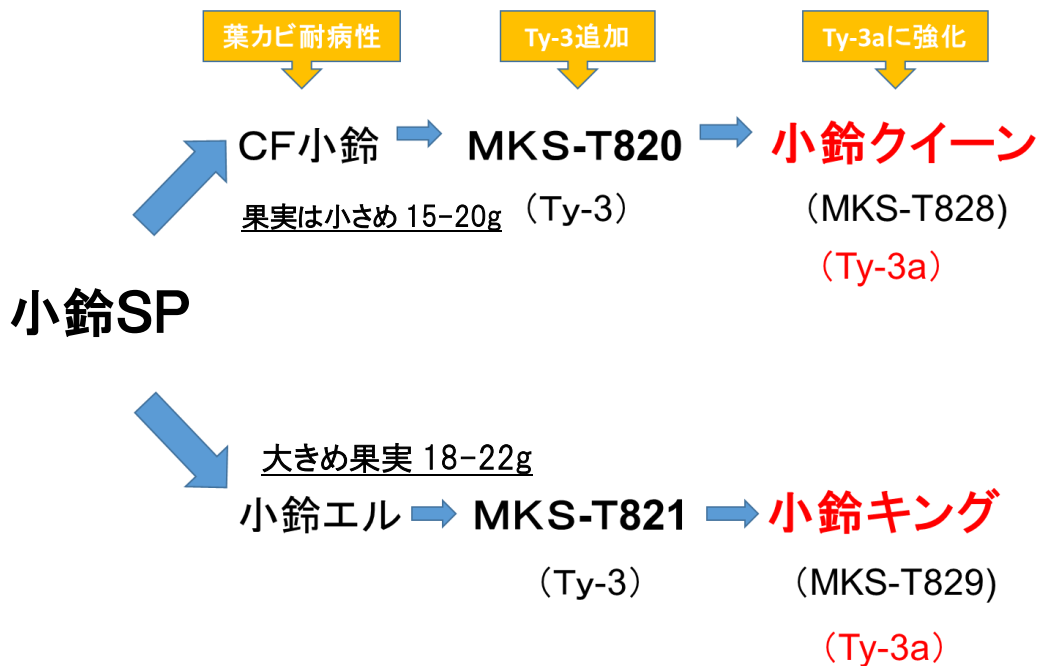 葉カビ耐病性
Ty-3追加
Ty-3aに強化
CF小鈴
MKS-T820
小鈴クイーン
果実は小さめ 15-20g
（Ty-3）
（MKS-T828)
（Ty-3a）
小鈴SP
大きめ果実 18-22g
小鈴エル
MKS-T821
小鈴キング
（Ty-3）
（MKS-T829)
（Ty-3a）